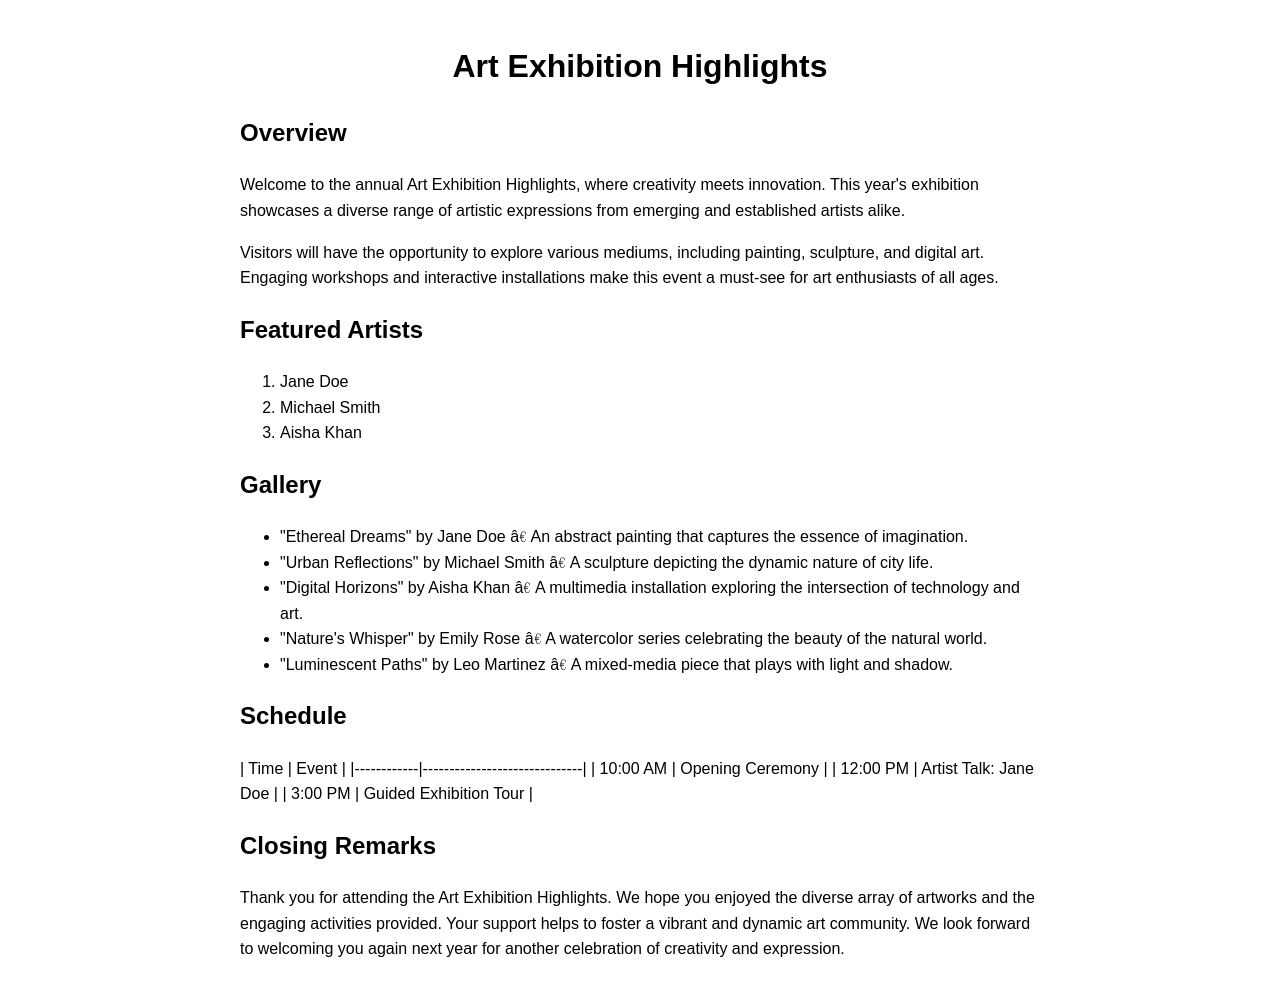 Art Exhibition Highlights
Overview
Welcome to the annual Art Exhibition Highlights, where creativity meets innovation. This year's exhibition
showcases a diverse range of artistic expressions from emerging and established artists alike.
Visitors will have the opportunity to explore various mediums, including painting, sculpture, and digital art.
Engaging workshops and interactive installations make this event a must-see for art enthusiasts of all ages.
Featured Artists
1. Jane Doe
2. Michael Smith
3. Aisha Khan
Gallery
• "Ethereal Dreams" by Jane Doe â€ An abstract painting that captures the essence of imagination.
• "Urban Reflections" by Michael Smith â€ A sculpture depicting the dynamic nature of city life.
• "Digital Horizons" by Aisha Khan â€ A multimedia installation exploring the intersection of technology and
art.
• "Nature's Whisper" by Emily Rose â€ A watercolor series celebrating the beauty of the natural world.
• "Luminescent Paths" by Leo Martinez â€ A mixed-media piece that plays with light and shadow.
Schedule
| Time | Event | |------------|------------------------------| | 10:00 AM | Opening Ceremony | | 12:00 PM | Artist Talk: Jane
Doe | | 3:00 PM | Guided Exhibition Tour |
Closing Remarks
Thank you for attending the Art Exhibition Highlights. We hope you enjoyed the diverse array of artworks and the
engaging activities provided. Your support helps to foster a vibrant and dynamic art community. We look forward
to welcoming you again next year for another celebration of creativity and expression.